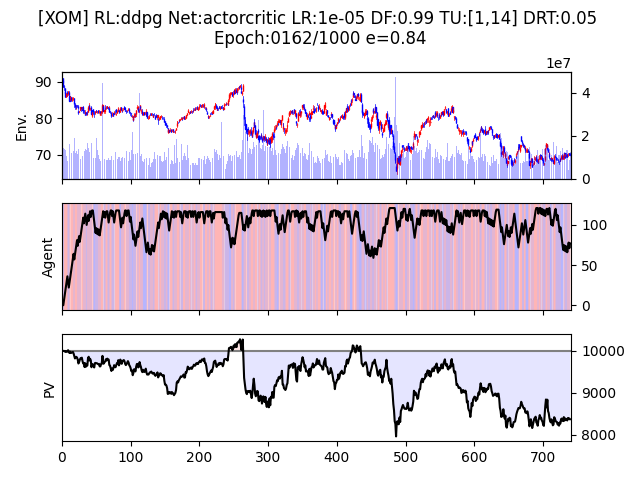 [XOM] RL:ddpg Net:actorcritic LR:1e-05 DF:0.99 TU:[1,14] DRT:0.05
Epoch:0162/1000 e=0.84
1e7
Env.
90
80
70
4
2
0
Agent
100
50
0
PV
10000
9000
8000
0 100 200 300 400 500 600 700